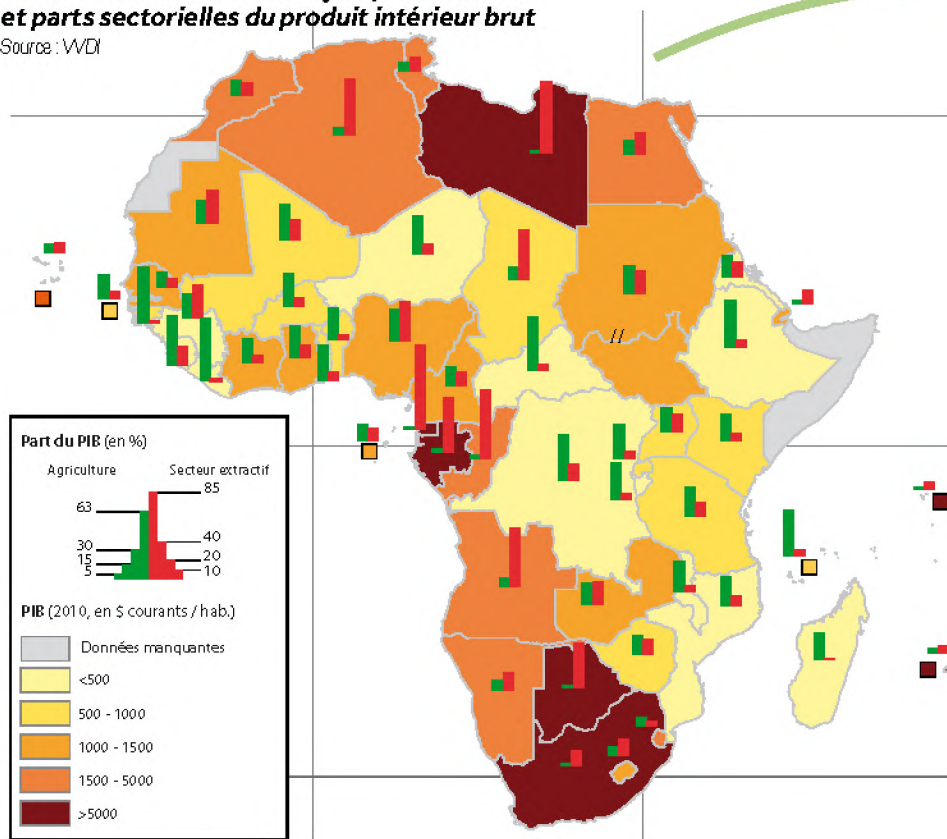 et parts sectorielles du produit intérieur brut
Source : WDI
//
Part du PIB (en %)
Agriculture Secteur extractif
85
63
40
30
20
15
10
5
PIB (2010, en $ courants / hab.)
Données manquantes
<500
500 - 1000
1000 - 1500
1500 - 5000
>5000